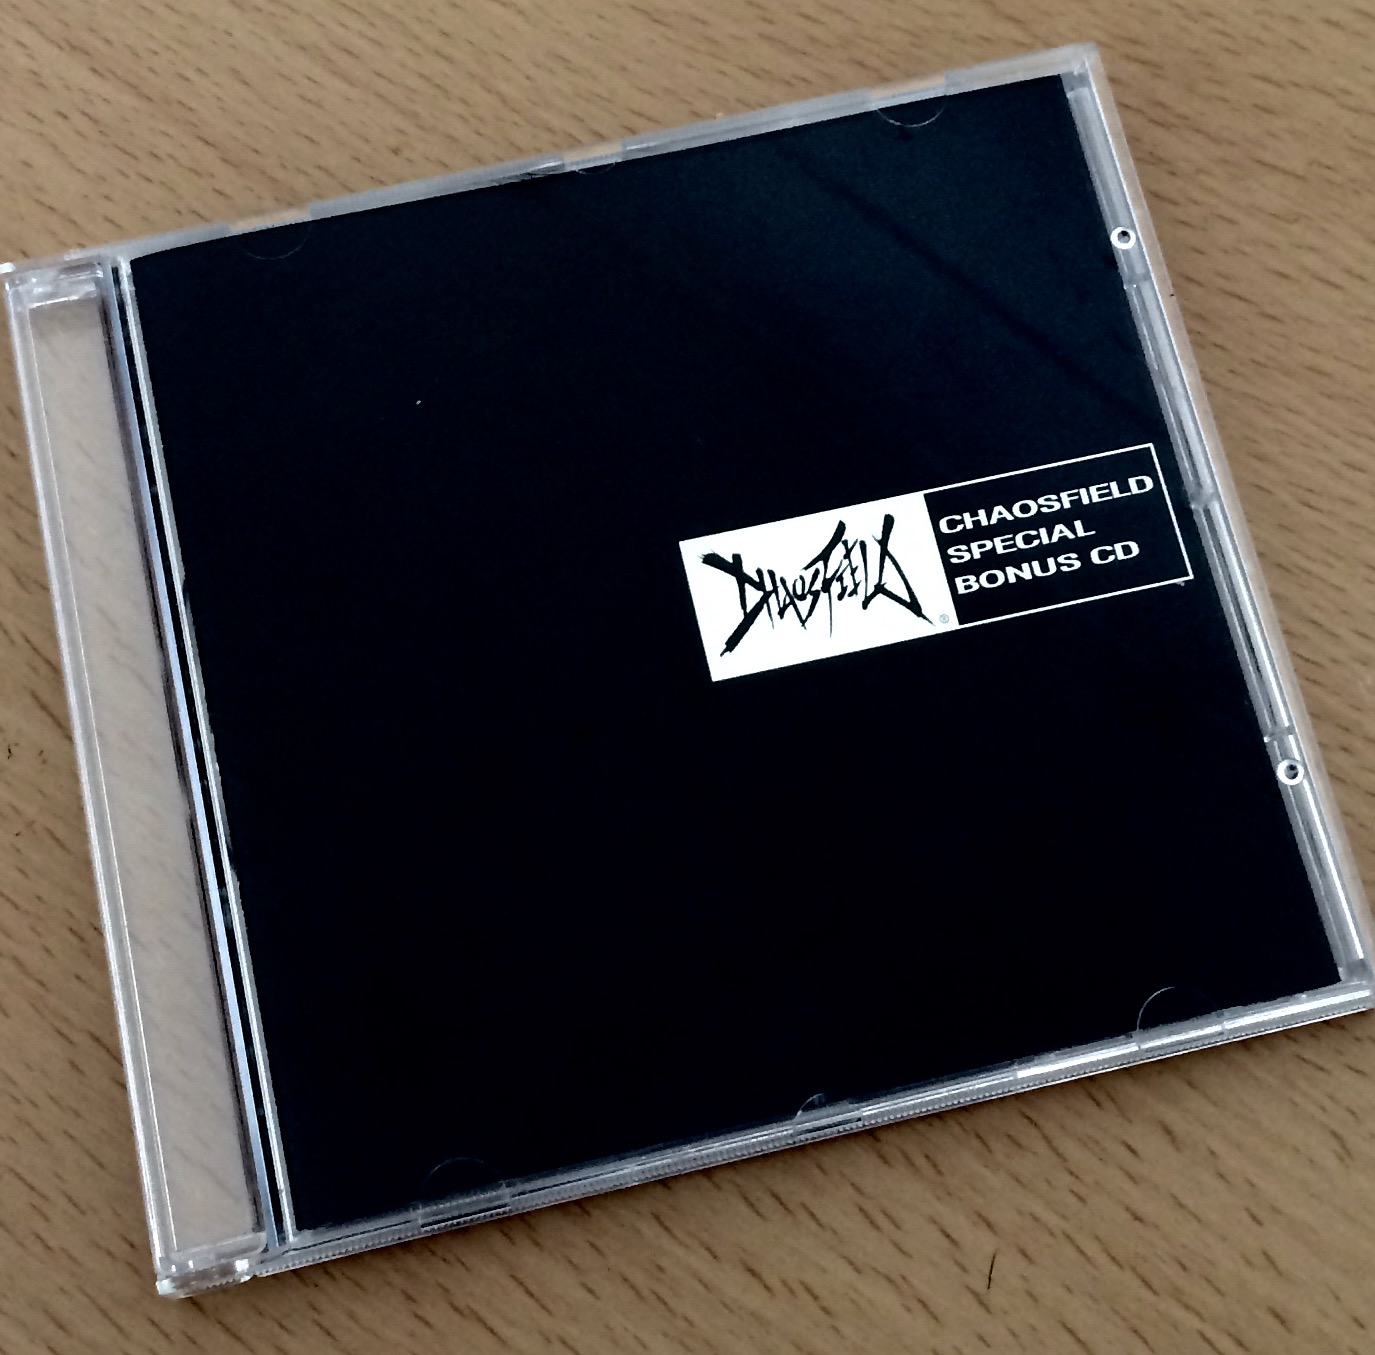 CHAOSFIELD
®
CHAOSFIELD
SPECIAL
BONUS CD